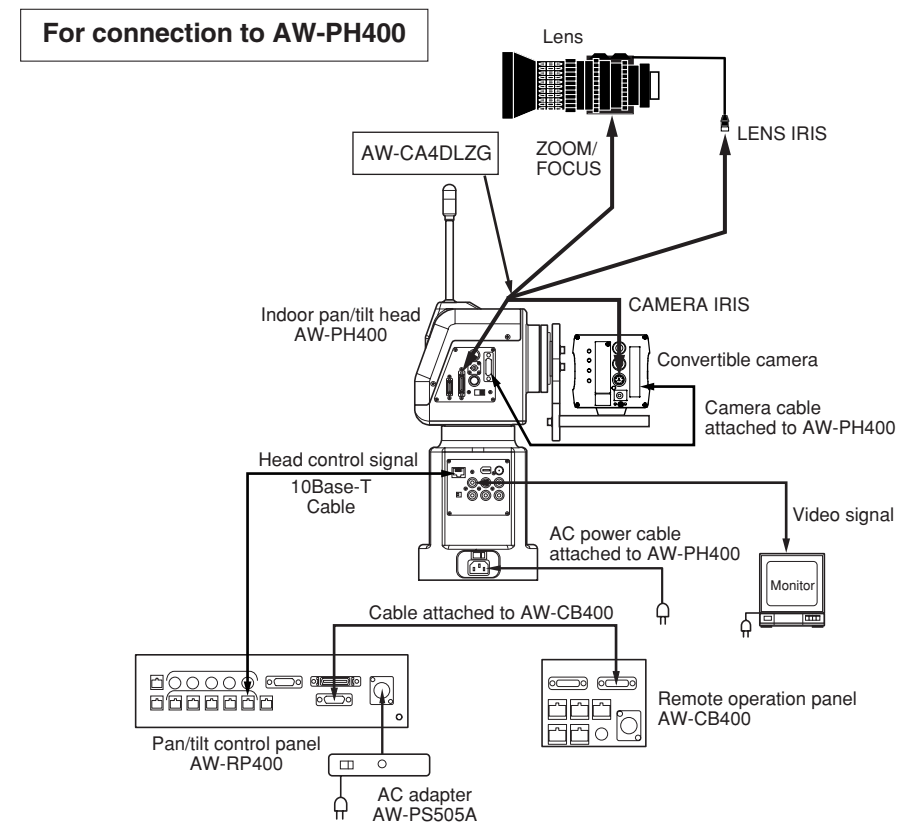 For connection to AW-PH400
Lens
LENS IRIS
ZOOM/
FOCUS
AW-CA4DLZG
CAMERA IRIS
Indoor pan/tilt head
AW-PH400
Convertible camera
Camera cable
attached to AW-PH400
Head control signal
10Base-T
Cable
Video signal
AC power cable
attached to AW-PH400
Monitor
Cable attached to AW-CB400
Remote operation panel
AW-CB400
Pan/tilt control panel
AW-RP400
AC adapter
AW-PS505A